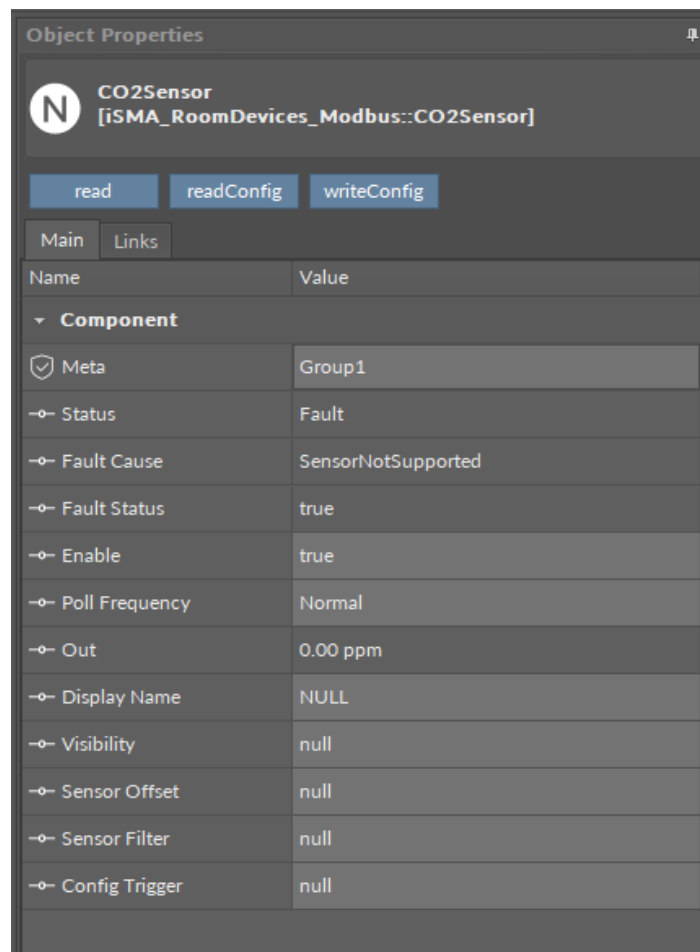 Object Properties
N
CO2Sensor
[iSMA_RoomDevices_Modbus::CO2Sensor]
read readConfig writeConfig
Main Links
Name Value
Component
Meta Group1
Status Fault
Fault Cause SensorNotSupported
Fault Status true
Enable true
Poll Frequency Normal
Out 0.00 ppm
Display Name NULL
Visibility null
Sensor Offset null
Sensor Filter null
Config Trigger null